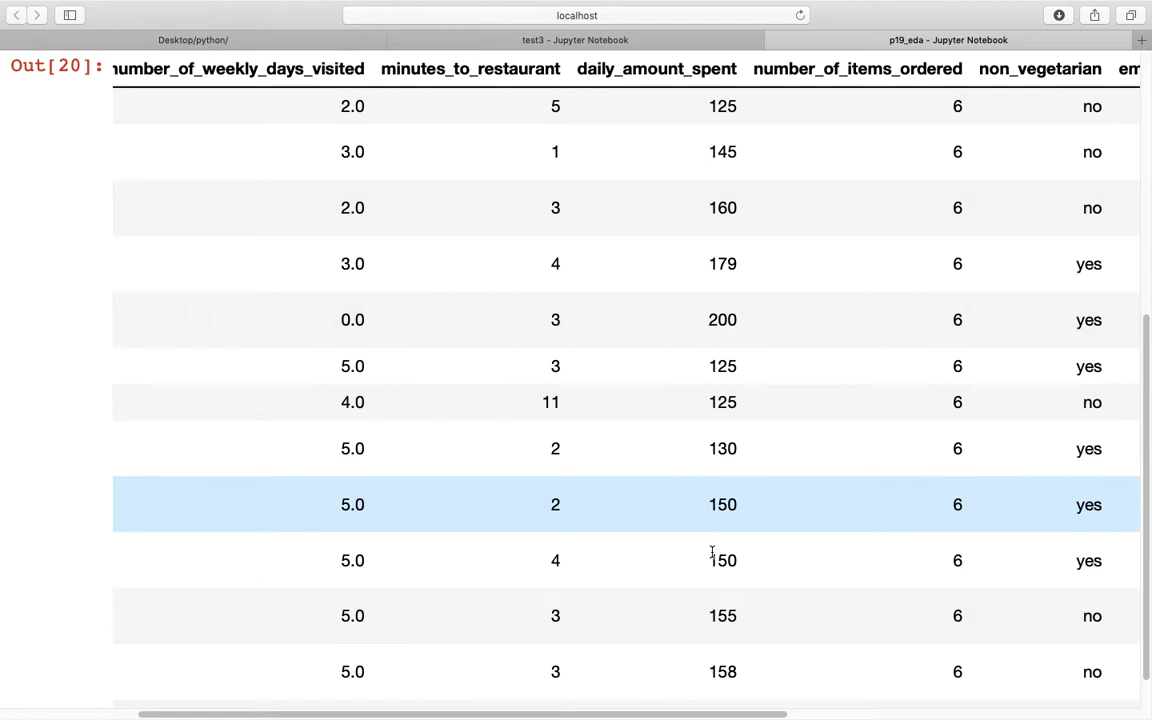 localhost
Desktop/python/ test3 - Jupyter Notebook p19_eda - Jupyter Notebook
Out[20]: number_of_weekly_days_visited minutes_to_restaurant daily_amount_spent number_of_items_ordered non_vegetarian em
2.0 5 125 6 no
3.0 1 145 6 no
2.0 3 160 6 no
3.0 4 179 6 yes
0.0 3 200 6 yes
5.0 3 125 6 yes
4.0 11 125 6 no
5.0 2 130 6 yes
5.0 2 150 6 yes
5.0 4 150 6 yes
5.0 3 155 6 no
5.0 3 158 6 no